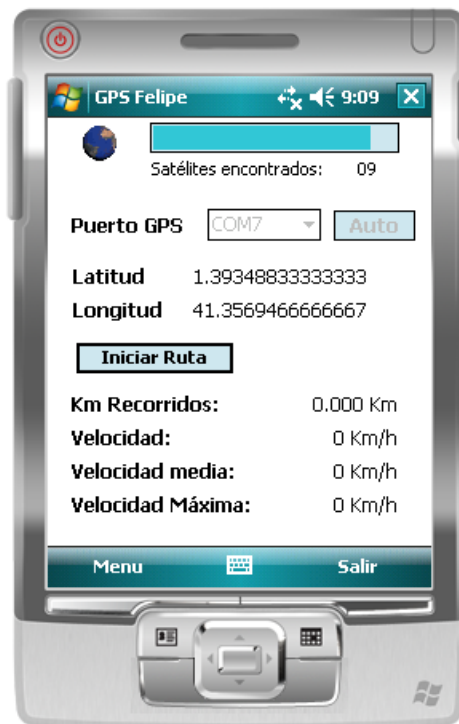 GPS Felipe 9:09
Satélites encontrados: 09
Puerto GPS COM7 Auto
Latitud 1.39348833333333
Longitud 41.3569466666667
Iniciar Ruta
Km Recorridos: 0.000 Km
Velocidad: 0 Km/h
Velocidad media: 0 Km/h
Velocidad Máxima: 0 Km/h
Menu Salir